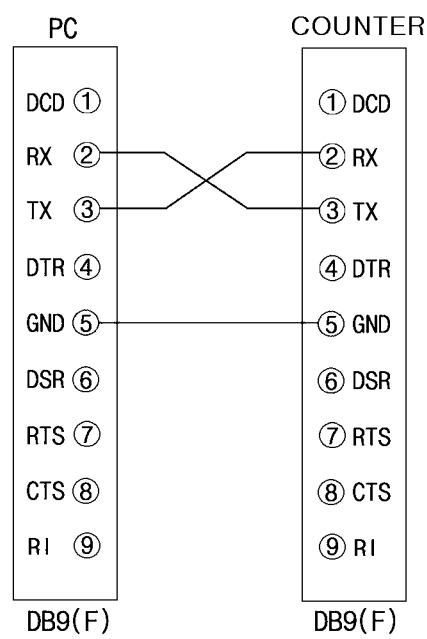 PC COUNTER
DCD ① ① DCD
RX ② ② RX
TX ③ ③ TX
DTR ④ ④ DTR
GND ⑤ ⑤ GND
DSR ⑥ ⑥ DSR
RTS ⑦ ⑦ RTS
CTS ⑧ ⑧ CTS
RI ⑨ ⑨ RI
DB9(F) DB9(F)